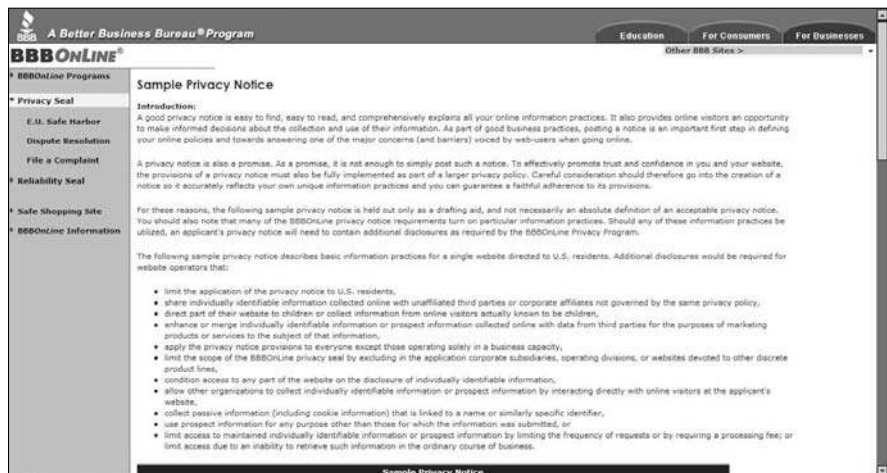 BBB
A Better Business Bureau® Program
Education
For Consumers
For Businesses
BBBONLINE®
Other BBB Sites >
BBBOnLine Programs
Privacy Seal
E.U. Safe Harbor
Dispute Resolution
File a Complaint
Reliability Seal
Safe Shopping Site
BBBOnLine Information
Sample Privacy Notice
Introduction:
A good privacy notice is easy to find, easy to read, and comprehensively explains all your online information practices. It also provides online visitors an opportunity
to make informed decisions about the collection and use of their information. As part of good business practices, posting a notice is an important first step in defining
your online policies and towards answering one of the major concerns (and barriers) voiced by web-users when going online.
A privacy notice is also a promise. As a promise, it is not enough to simply post such a notice. To effectively promote trust and confidence in you and your website,
the provisions of a privacy notice must also be fully implemented as part of a larger privacy policy. Careful consideration should therefore go into the creation of a
notice so it accurately reflects your own unique information practices and you can guarantee a faithful adherence to its provisions.
For these reasons, the following sample privacy notice is held out only as a drafting aid, and not necessarily an absolute definition of an acceptable privacy notice.
You should also note that many of the BBBOnLine privacy notice requirements turn on particular information practices. Should any of these information practices be
utilized, an applicant's privacy notice will need to contain additional disclosures as required by the BBBOnLine Privacy Program.
The following sample privacy notice describes basic information practices for a single website directed to U.S. residents. Additional disclosures would be required for
website operators that:
• limit the application of the privacy notice to U.S. residents,
• share individually identifiable information collected online with unaffiliated third parties or corporate affiliates not governed by the same privacy policy,
• direct part of their website to children or collect information from online visitors actually known to be children,
• enhance or merge individually identifiable information or prospect information collected online with data from third parties for the purposes of marketing
products or services to the subject of that information,
• apply the privacy notice provisions to everyone except those operating solely in a business capacity,
• limit the scope of the BBBOnLine privacy seal by excluding in the application corporate subsidiaries, operating divisions, or websites devoted to other discrete
product lines,
• condition access to any part of the website on the disclosure of individually identifiable information,
• allow other organizations to collect individually identifiable information or prospect information by interacting directly with online visitors at the applicant's
website,
• collect passive information (including cookie information) that is linked to a name or similarly specific identifier,
• use prospect information for any purpose other than those for which the information was submitted, or
• limit access to maintained individually identifiable information or prospect information by limiting the frequency of requests or by requiring a processing fee; or
limit access due to an inability to retrieve such information in the ordinary course of business.
Sample Privacy Notice